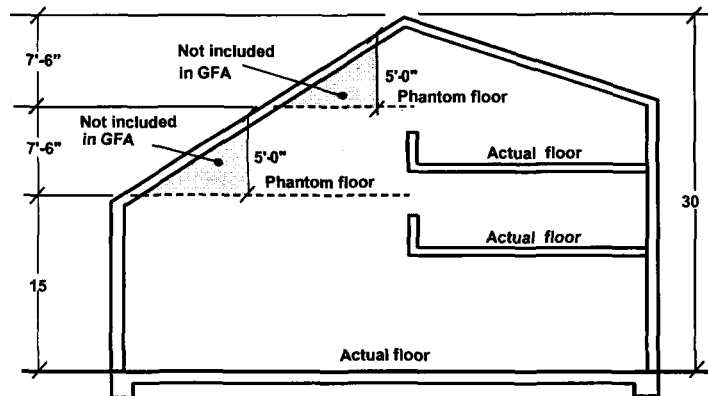 7'-6"
Not included
in GFA
5'-0"
Phantom floor
Not included
in GFA
7'-6"
5'-0"
Phantom floor
Actual floor
30
Actual floor
15
Actual floor